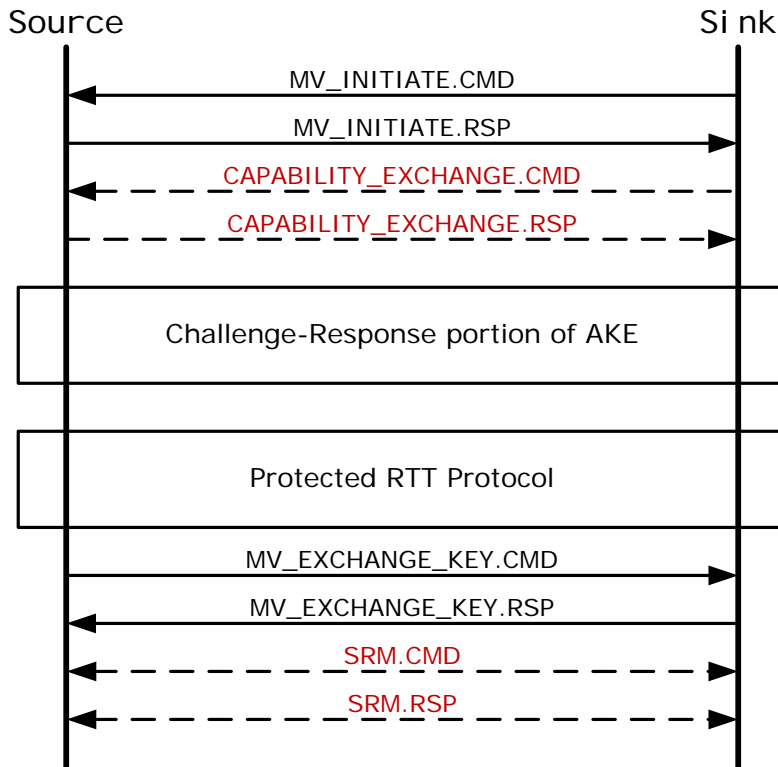 Source
Sink
MV_INITIATE.CMD
MV_INITIATE.RSP
CAPABILITY_EXCHANGE.CMD
CAPABILITY_EXCHANGE.RSP
Challenge-Response portion of AKE
Protected RTT Protocol
MV_EXCHANGE_KEY.CMD
MV_EXCHANGE_KEY.RSP
SRM.CMD
SRM.RSP